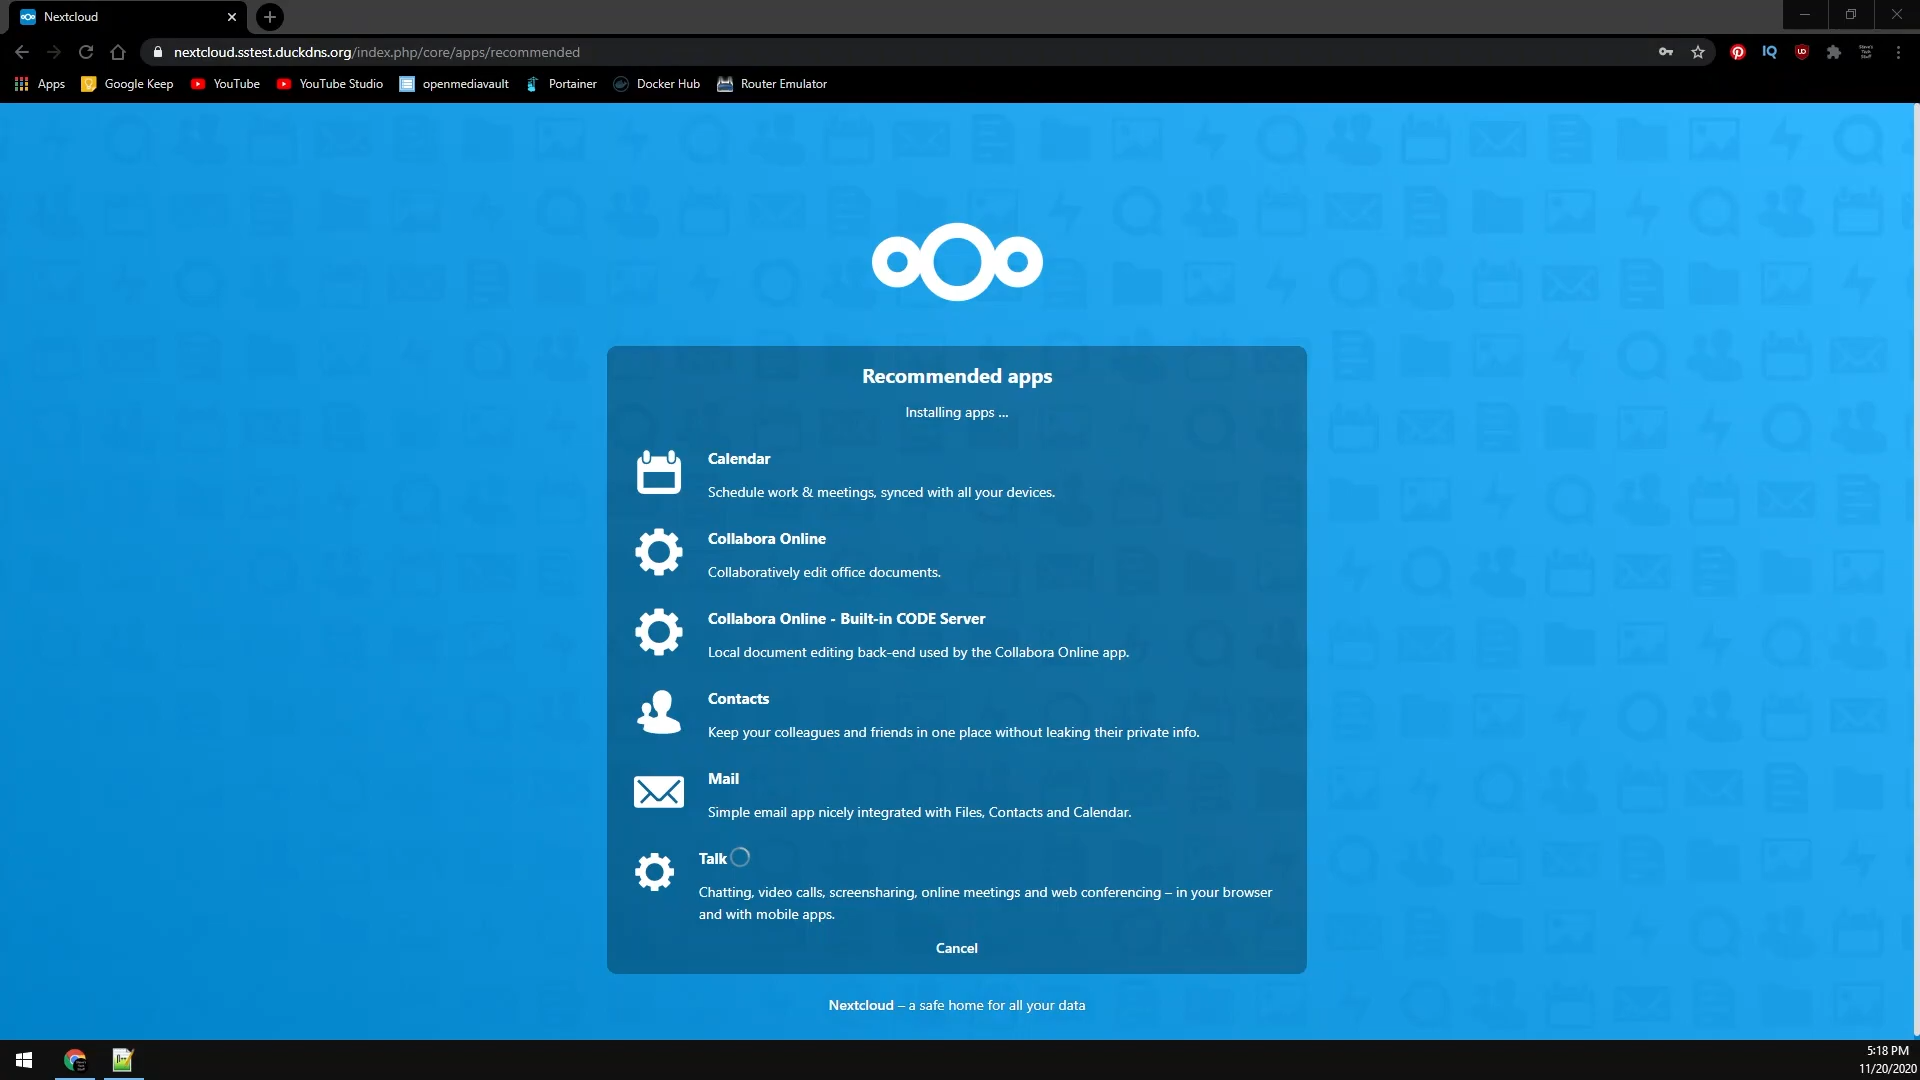 Nextcloud
nextcloud.sstest.duckdns.org/index.php/core/apps/recommended
IQ
Apps
Google Keep
YouTube
YouTube Studio
openmediavault
Portainer
Docker Hub
Router Emulator
Recommended apps
Installing apps ...
Calendar
Schedule work & meetings, synced with all your devices.
Collabora Online
Collaboratively edit office documents.
Collabora Online - Built-in CODE Server
Local document editing back-end used by the Collabora Online app.
Contacts
Keep your colleagues and friends in one place without leaking their private info.
Mail
Simple email app nicely integrated with Files, Contacts and Calendar.
Talk
Chatting, video calls, screensharing, online meetings and web conferencing – in your browser
and with mobile apps.
Cancel
Nextcloud – a safe home for all your data
5:18 PM
11/20/2020